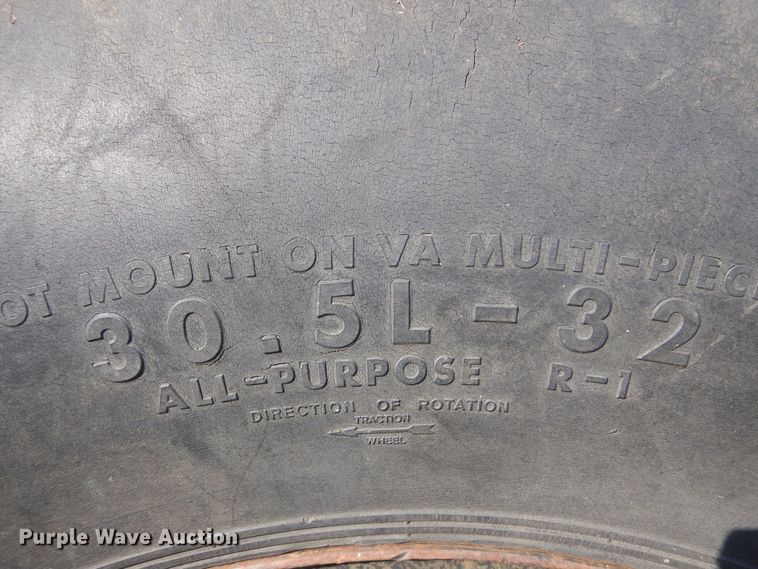 OT MOUNT ON VA MULTI-PIEC
30.5L-32
ALL-PURPOSE R-1
DIRECTION OF ROTATION
TRACTION
WHEEL
Purple Wave Auction®